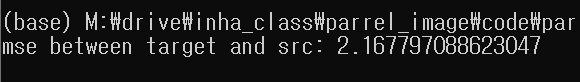 (base) M:₩drive₩inha_class₩parrel_image₩code₩par
mse between target and src: 2.167797088623047